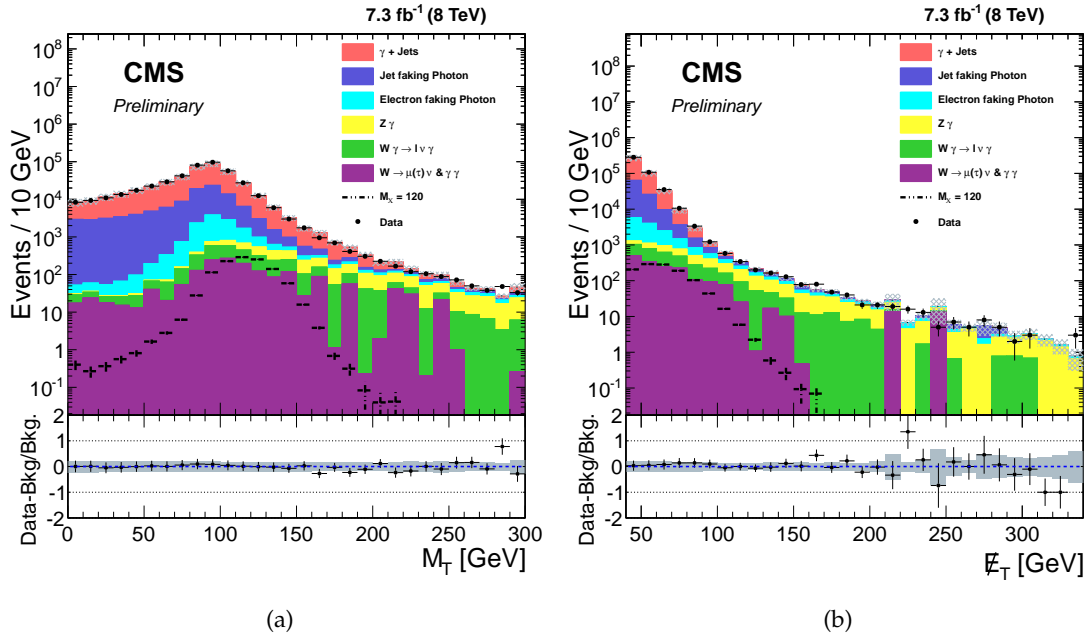 7.3 fb⁻¹ (8 TeV)
CMS
Preliminary
γ + Jets
Jet faking Photon
Electron faking Photon
Z γ
W γ → l ν γ
W → μ(τ) ν & γ γ
Mₓ = 120
Data
Events / 10 GeV
10⁸
10⁷
10⁶
10⁵
10⁴
10³
10²
10
1
10⁻¹
Data-Bkg/Bkg.
2
1
0
-1
-2
0 50 100 150 200 250 300
M_T [GeV]
(a)
7.3 fb⁻¹ (8 TeV)
CMS
Preliminary
γ + Jets
Jet faking Photon
Electron faking Photon
Z γ
W γ → l ν γ
W → μ(τ) ν & γ γ
Mₓ = 120
Data
Events / 10 GeV
10⁸
10⁷
10⁶
10⁵
10⁴
10³
10²
10
1
10⁻¹
Data-Bkg/Bkg.
2
1
0
-1
-2
50 100 150 200 250 300
E̸_T [GeV]
(b)